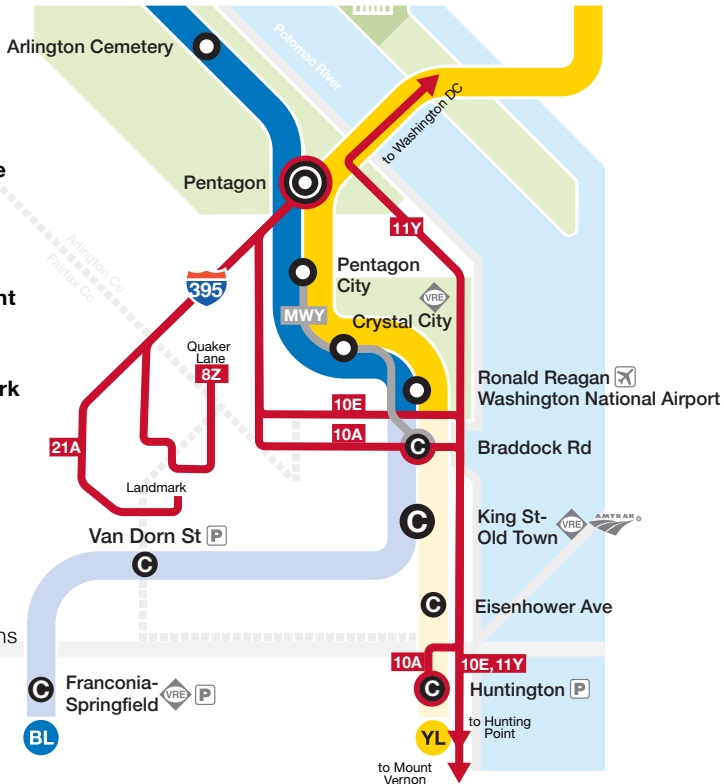 Arlington Cemetery
Potomac River
to Washington DC
e
Pentagon
Arlington Co
Fairfax Co
11Y
nt
395
Pentagon
City
VRE
MWY
Crystal City
Quaker
Lane
8Z
rk
Ronald Reagan
Washington National Airport
10E
10A
21A
C
Braddock Rd
Landmark
C
King St-
Old Town
VRE
AMTRAK
Van Dorn St P
C
C
Eisenhower Ave
ns
10A
10E, 11Y
C
Franconia-
Springfield
VRE
P
C
Huntington P
BL
YL
to Hunting
Point
to Mount
Vernon